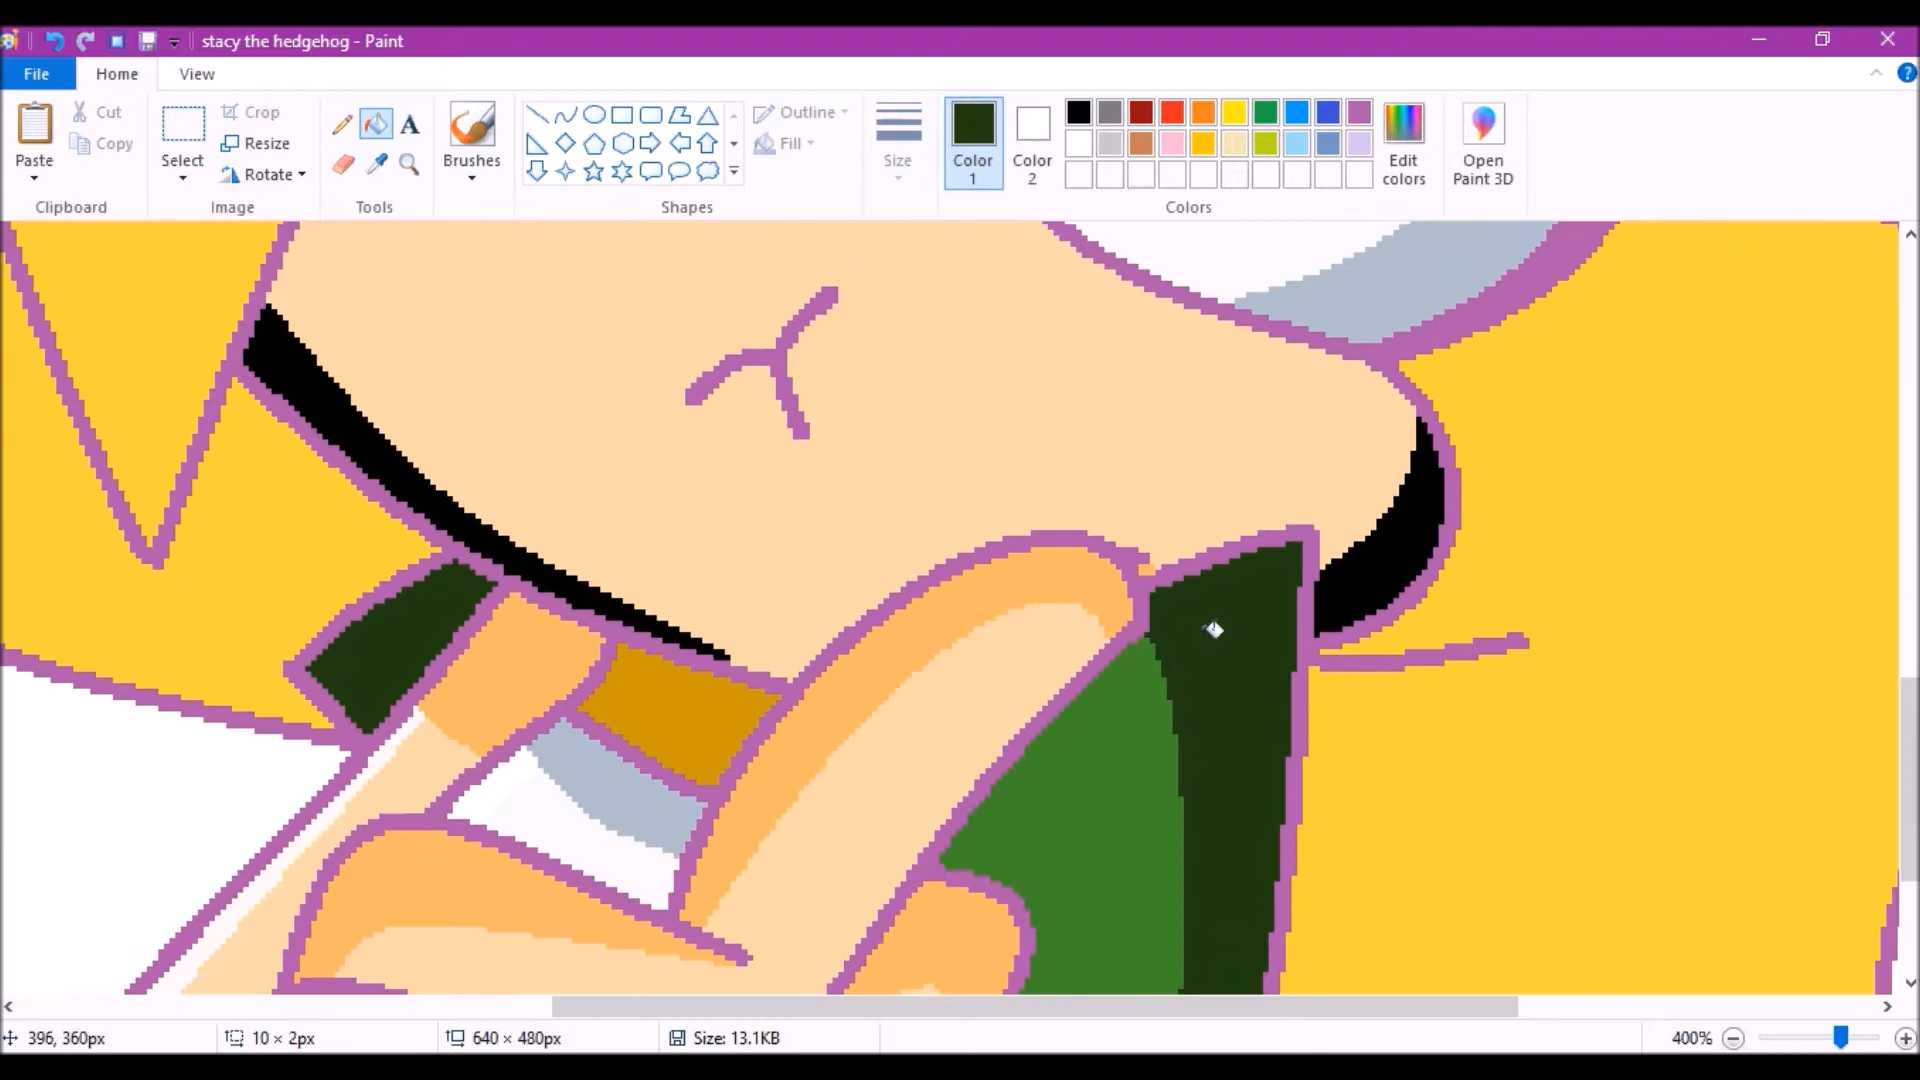 stacy the hedgehog - Paint
File Home View
Paste
Cut
Copy
Clipboard
Select
Crop
Resize
Rotate
Image
Tools
Brushes
Shapes
Outline
Fill
Size
Color 1
Color 2
Edit colors
Open Paint 3D
Colors
396, 360px
10 × 2px
640 × 480px
Size: 13.1KB
400%